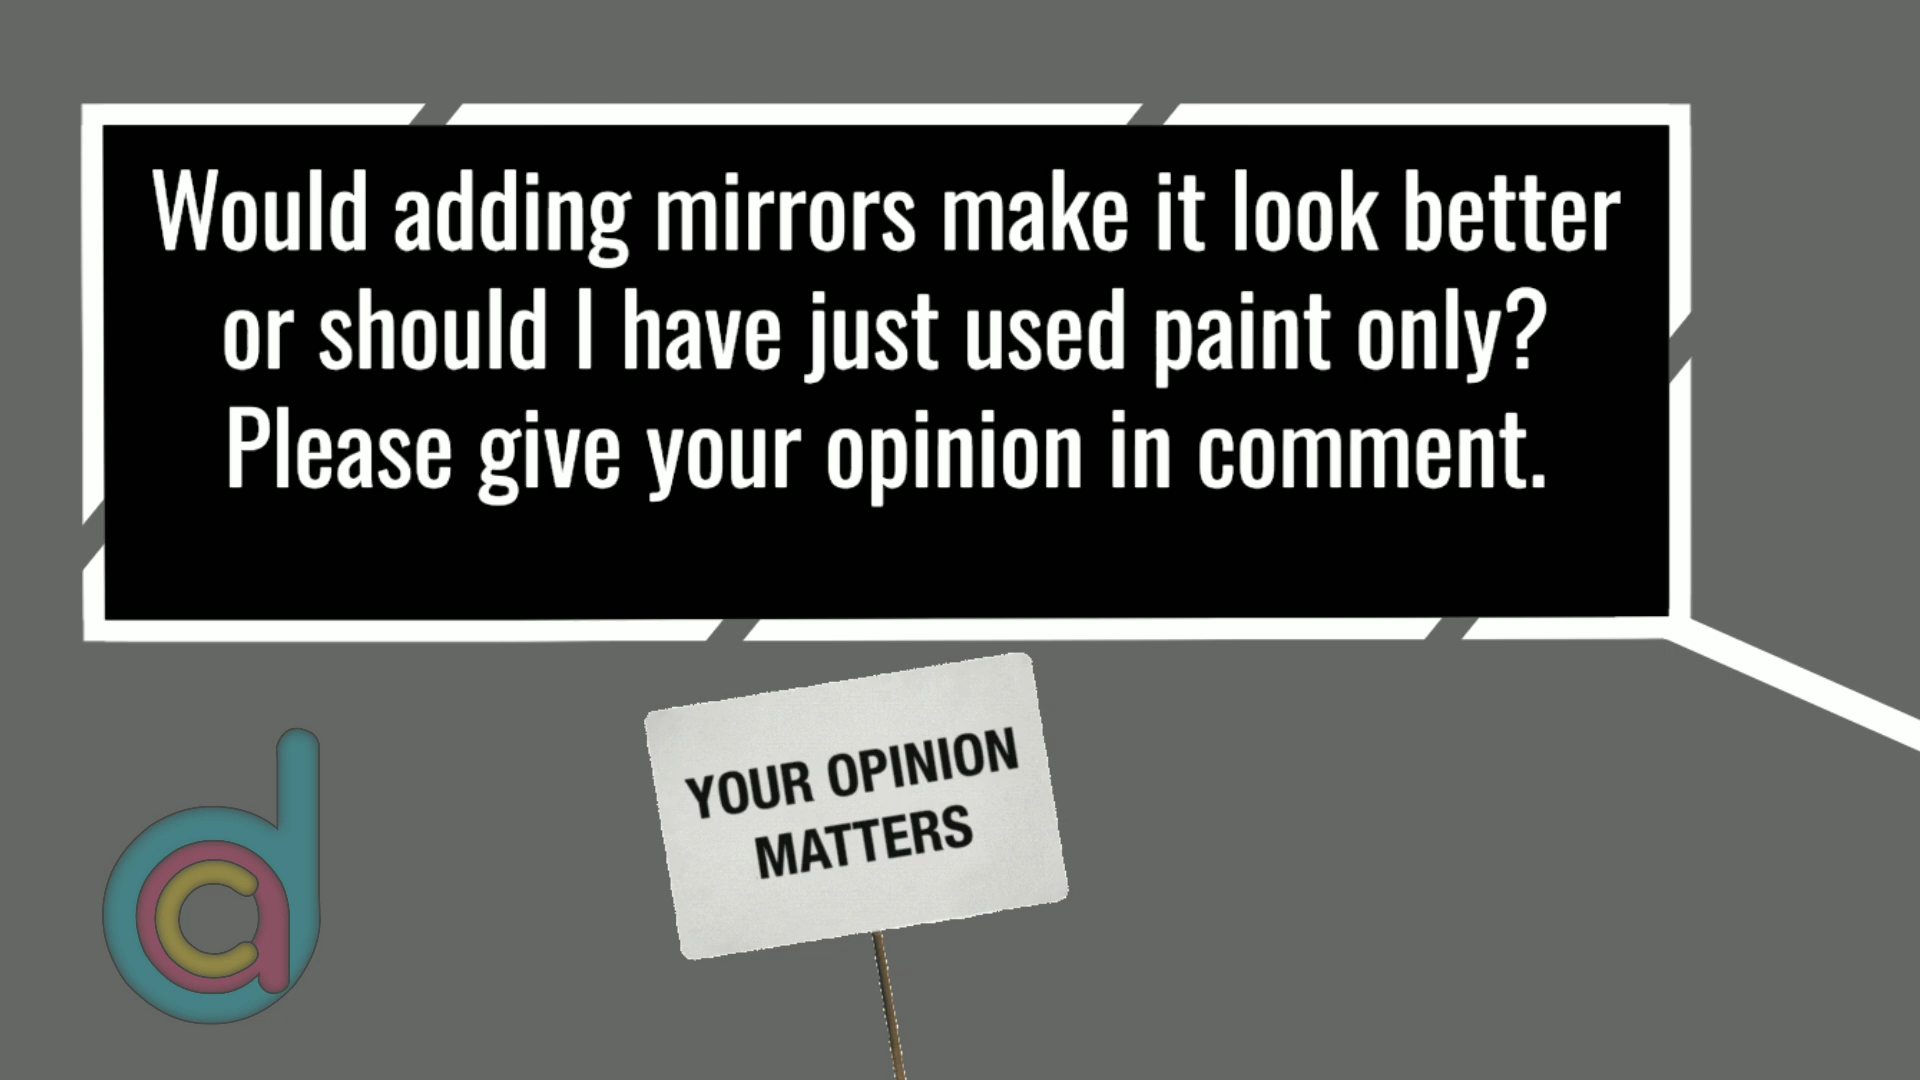 Would adding mirrors make it look better
or should I have just used paint only?
Please give your opinion in comment.
YOUR OPINION
MATTERS